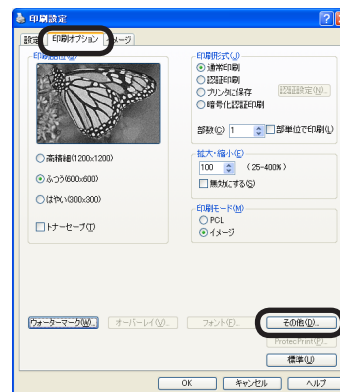 印刷設定
設定 印刷オプション イメージ
印刷品位(Q)
高精細(1200x1200)
ふつう(600x600)
はやい(300x300)
トナーセーブ(T)
印刷形式(J)
通常印刷
認証印刷
プリンタに保存
暗号化認証印刷
認証設定(N)...
部数(C) 1 部単位で印刷(L)
拡大・縮小(E)
100 (25-400%)
無効にする(S)
印刷モード(M)
PCL
イメージ
ウォーターマーク(W)... オーバーレイ(V)... フォント(F)... その他(D)...
ProtecPrint(P)...
標準(U)
OK キャンセル ヘルプ